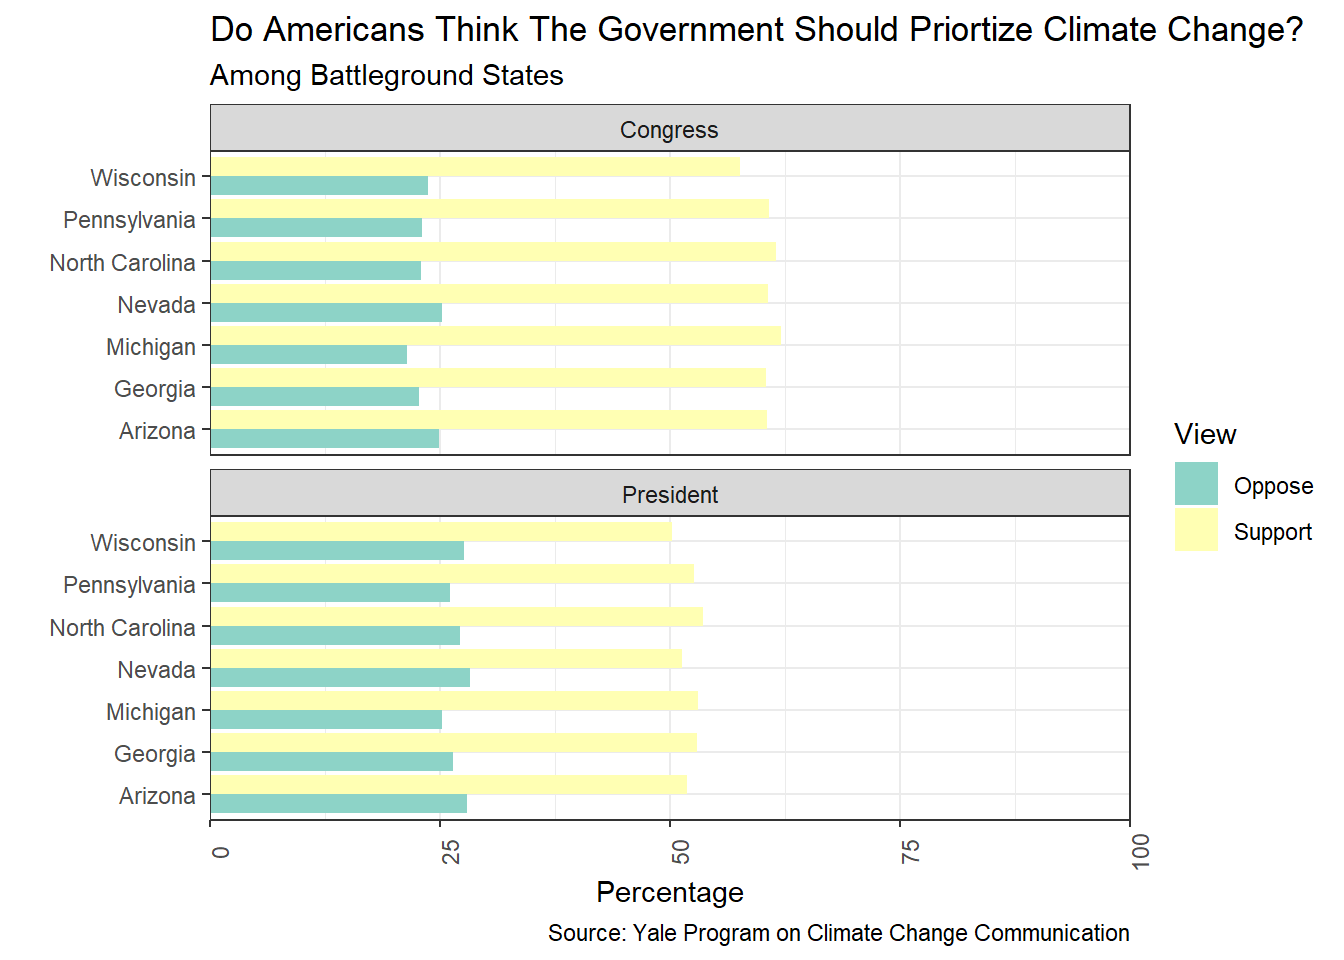 Do Americans Think The Government Should Priortize Climate Change?
Among Battleground States
Congress
Wisconsin
Pennsylvania
North Carolina
Nevada
Michigan
Georgia
Arizona
President
Wisconsin
Pennsylvania
North Carolina
Nevada
Michigan
Georgia
Arizona
0
25
50
75
100
Percentage
Source: Yale Program on Climate Change Communication
View
Oppose
Support